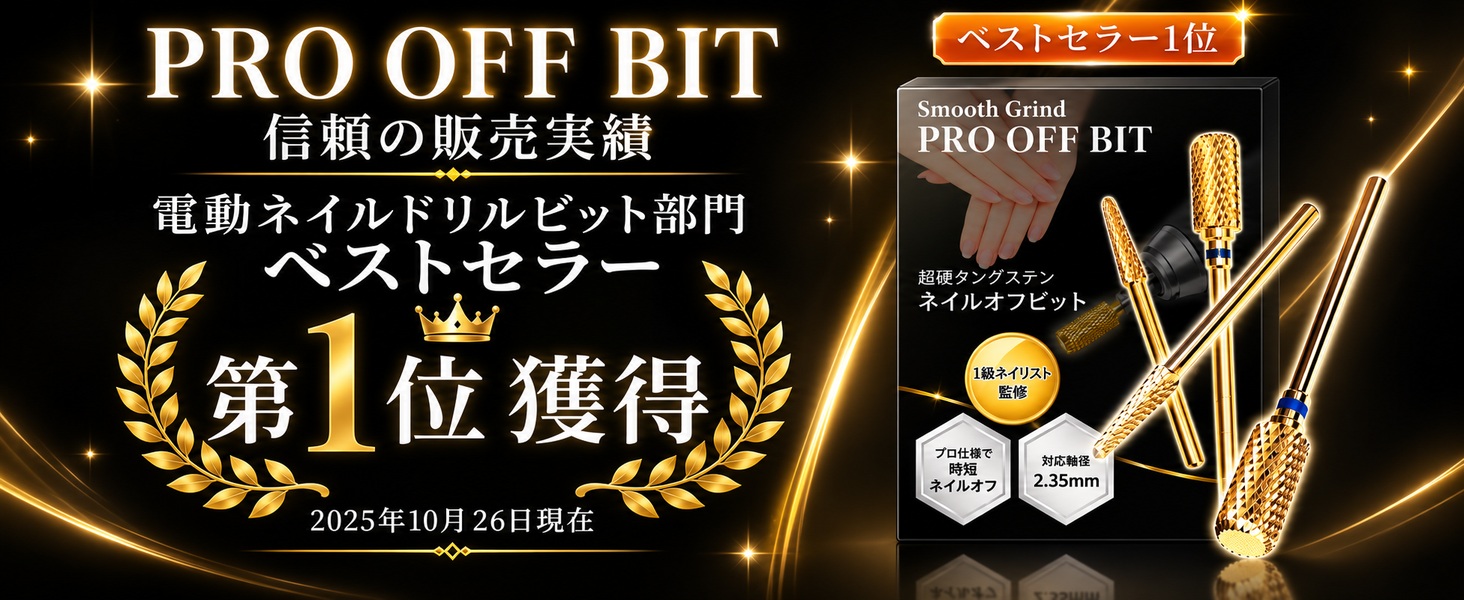 PRO OFF BIT
信頼の販売実績
電動ネイルドリルビット部門
ベストセラー
第1位 獲得
2025年10月26日現在
ベストセラー1位
Smooth Grind
PRO OFF BIT
超硬タングステン
ネイルオフビット
1級ネイリスト
監修
プロ仕様で
時短
ネイルオフ
対応軸径
2.35mm